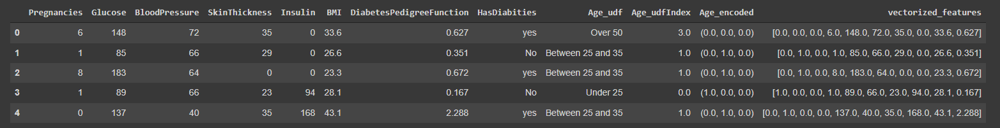 Pregnancies Glucose BloodPressure SkinThickness Insulin BMI DiabetesPedigreeFunction HasDiabities Age_udf Age_udfIndex Age_encoded vectorized_features
0 6 148 72 35 0 33.6 0.627 yes Over 50 3.0 (0.0, 0.0, 0.0) [0.0, 0.0, 0.0, 6.0, 148.0, 72.0, 35.0, 0.0, 33.6, 0.627]
1 1 85 66 29 0 26.6 0.351 No Between 25 and 35 1.0 (0.0, 1.0, 0.0) [0.0, 1.0, 0.0, 1.0, 85.0, 66.0, 29.0, 0.0, 26.6, 0.351]
2 8 183 64 0 0 23.3 0.672 yes Between 25 and 35 1.0 (0.0, 1.0, 0.0) [0.0, 1.0, 0.0, 8.0, 183.0, 64.0, 0.0, 0.0, 23.3, 0.672]
3 1 89 66 23 94 28.1 0.167 No Under 25 0.0 (1.0, 0.0, 0.0) [1.0, 0.0, 0.0, 1.0, 89.0, 66.0, 23.0, 94.0, 28.1, 0.167]
4 0 137 40 35 168 43.1 2.288 yes Between 25 and 35 1.0 (0.0, 1.0, 0.0) [0.0, 1.0, 0.0, 0.0, 137.0, 40.0, 35.0, 168.0, 43.1, 2.288]